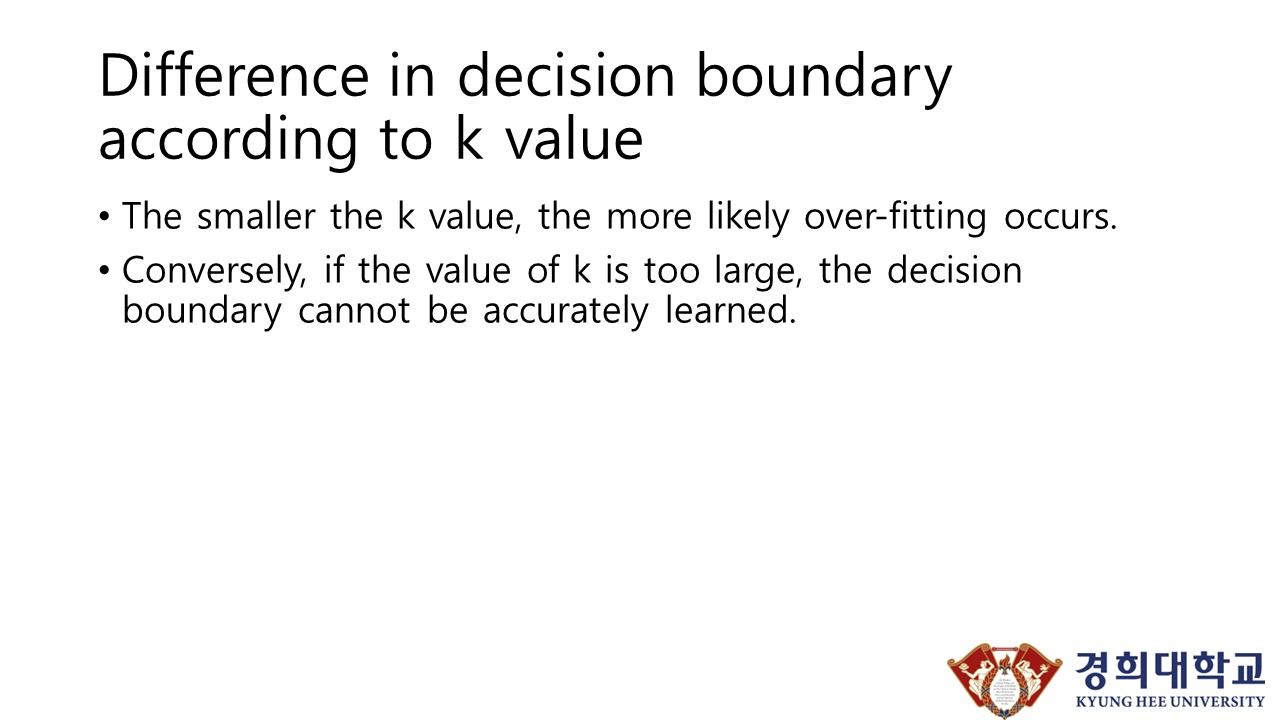 Difference in decision boundary
according to k value
• The smaller the k value, the more likely over-fitting occurs.
• Conversely, if the value of k is too large, the decision
boundary cannot be accurately learned.
경희대학교
KYUNG HEE UNIVERSITY